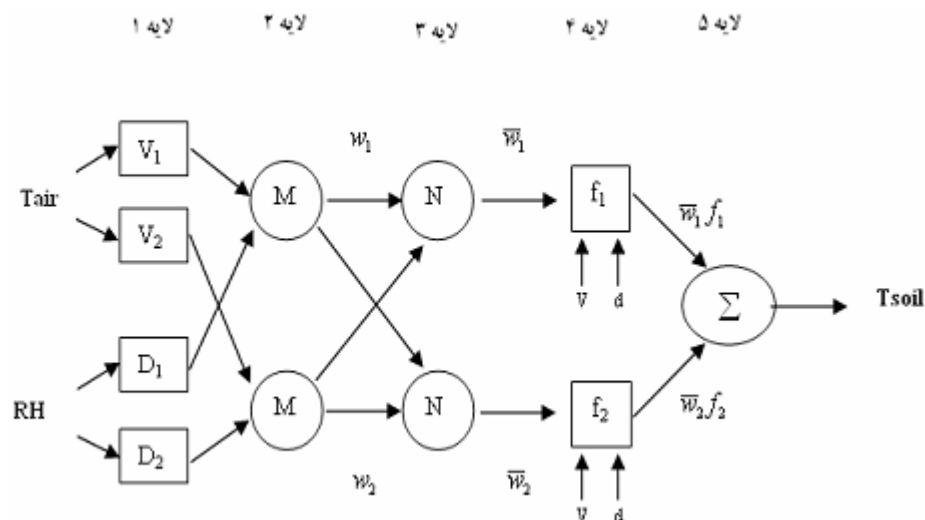 لایه ۱ لایه ۲ لایه ۳ لایه ۴ لایه ۵
V₁
w₁ w̅₁
Tair M N f₁ w̅₁f₁
V₂
V d
Σ Tsoil
D₁
RH M N f₂ w̅₂f₂
D₂
w₂ w̅₂
V d